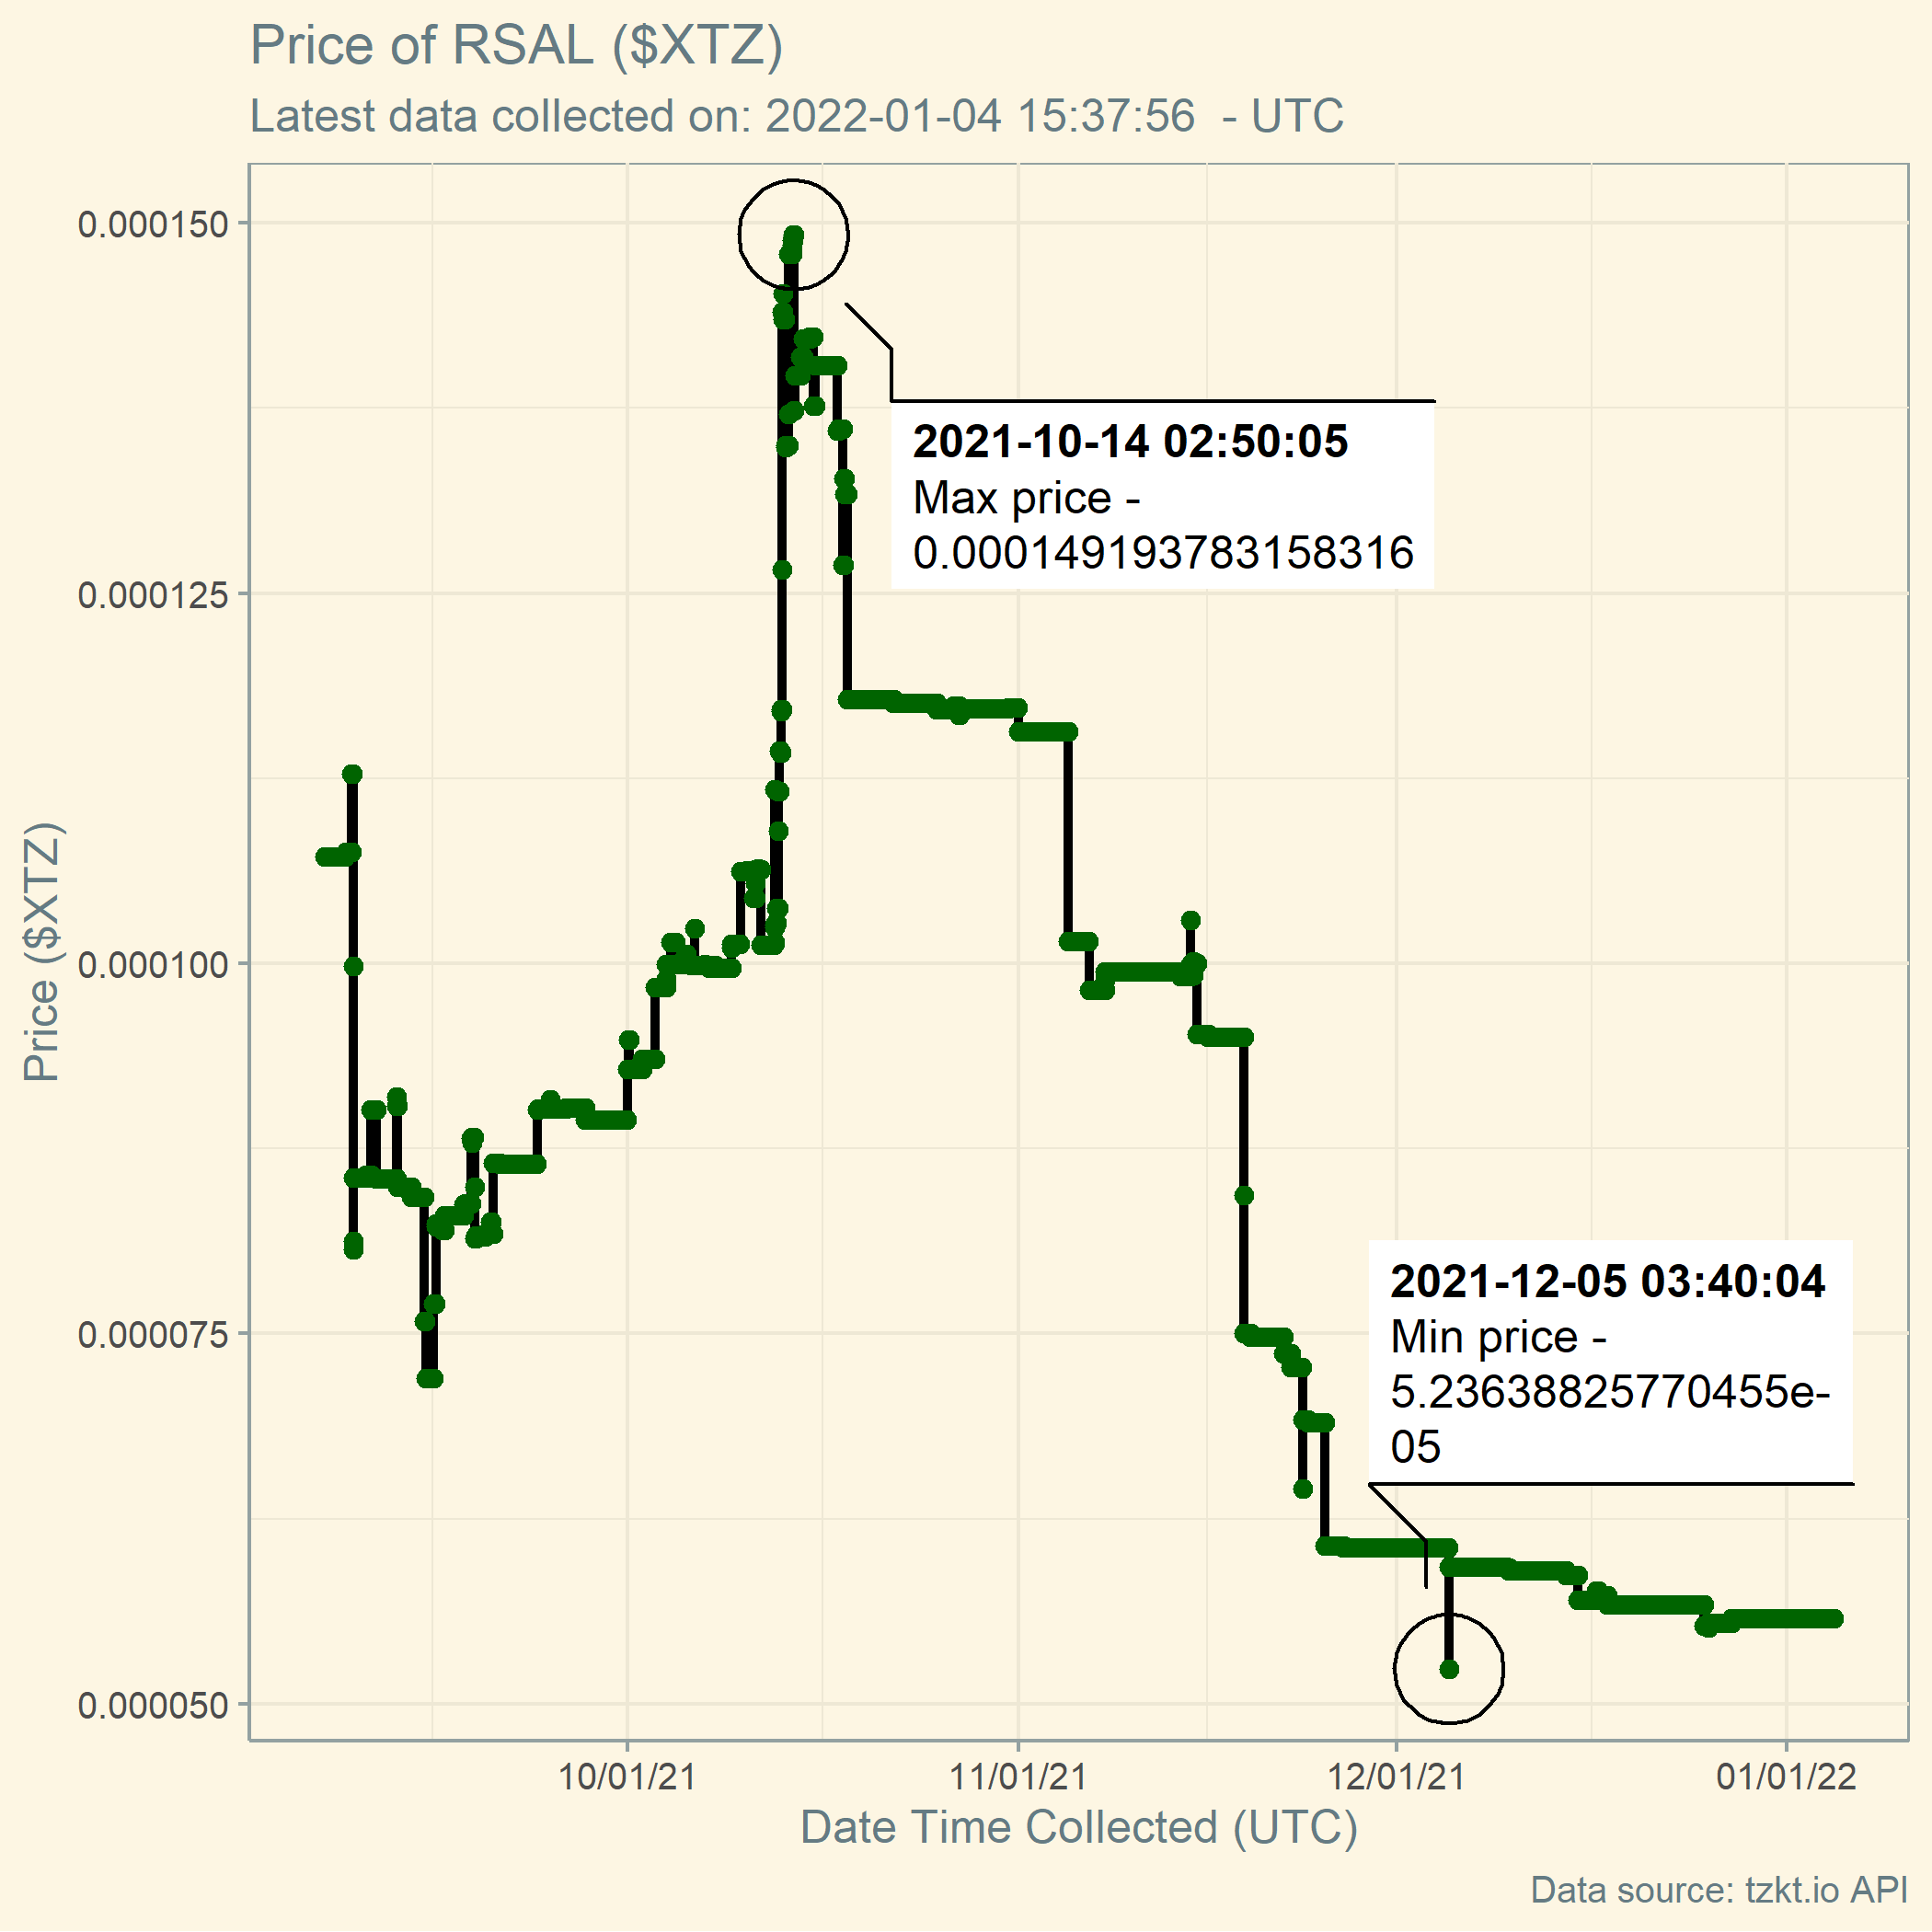 Price of RSAL ($XTZ)
Latest data collected on: 2022-01-04 15:37:56 - UTC
0.000150
0.000125
0.000100
0.000075
0.000050
Price ($XTZ)
2021-10-14 02:50:05
Max price -
0.000149193783158316
2021-12-05 03:40:04
Min price -
5.23638825770455e-
05
10/01/21
11/01/21
12/01/21
01/01/22
Date Time Collected (UTC)
Data source: tzkt.io API